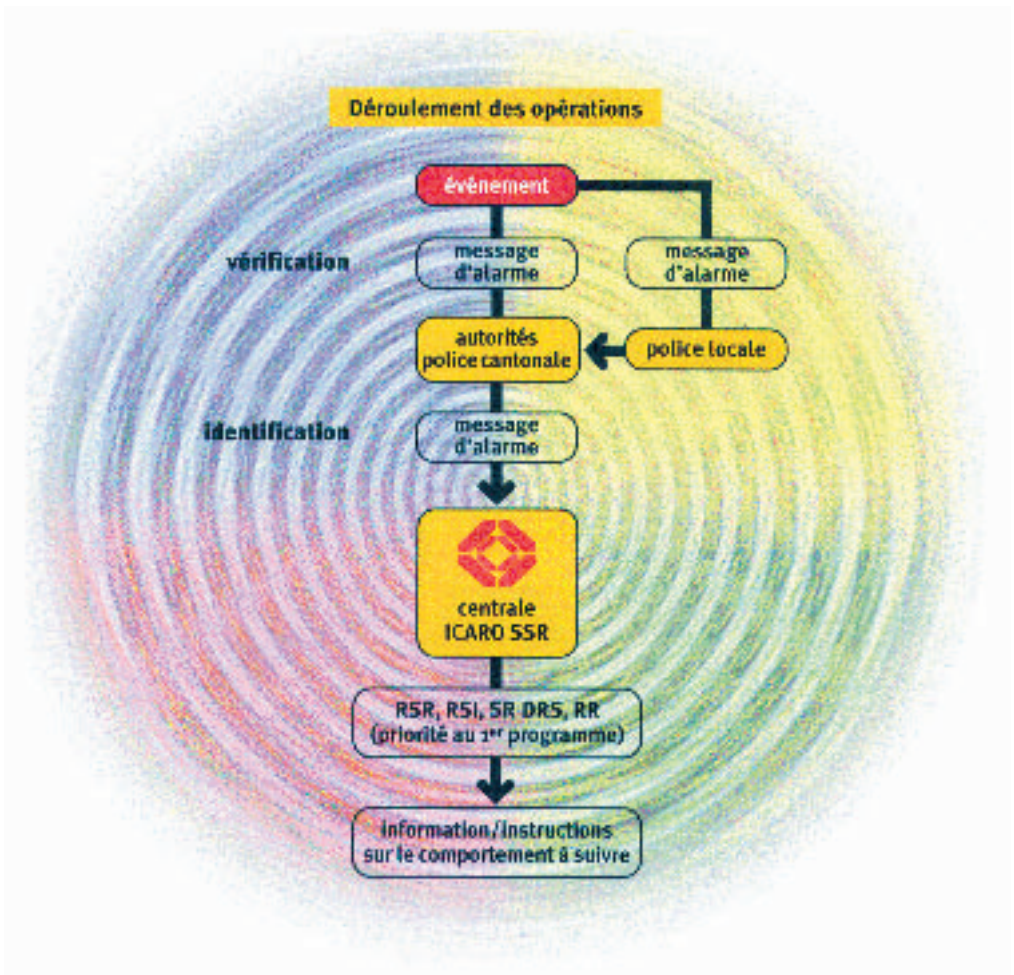 Déroulement des opérations
événement
vérification
message
d'alarme
message
d'alarme
autorités
police cantonale
police locale
identification
message
d'alarme
centrale
ICARO SSR
RSR, RSI, SR DRS, RR
(priorité au 1er programme)
information/instructions
sur le comportement à suivre